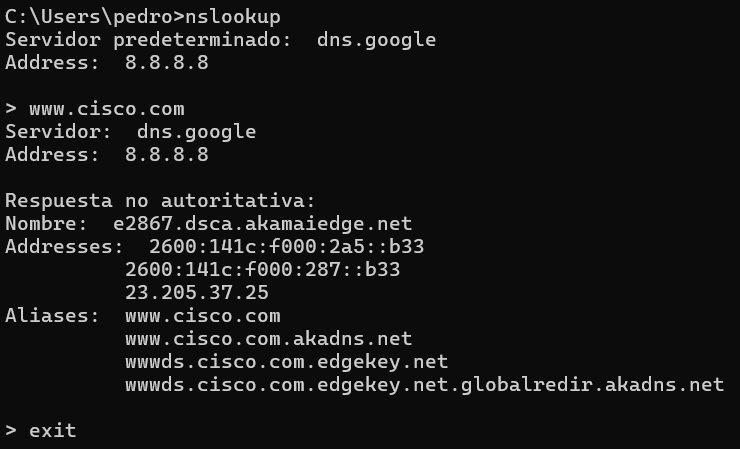 C:\Users\pedro>nslookup
Servidor predeterminado:  dns.google
Address:  8.8.8.8

> www.cisco.com
Servidor:  dns.google
Address:  8.8.8.8

Respuesta no autoritativa:
Nombre:  e2867.dsca.akamaiedge.net
Addresses:  2600:141c:f000:2a5::b33
          2600:141c:f000:287::b33
          23.205.37.25
Aliases:  www.cisco.com
          www.cisco.com.akadns.net
          wwwds.cisco.com.edgekey.net
          wwwds.cisco.com.edgekey.net.globalredir.akadns.net

> exit